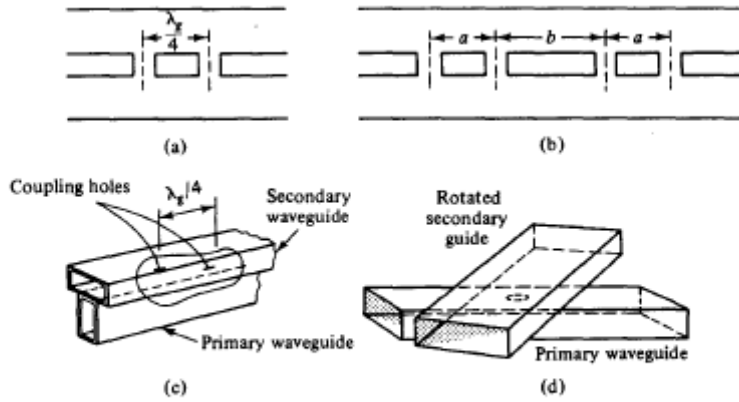 λg
4
a b a
(a) (b)
Coupling holes
λg/4
Secondary
waveguide
Primary waveguide
(c)
Rotated
secondary
guide
Primary waveguide
(d)